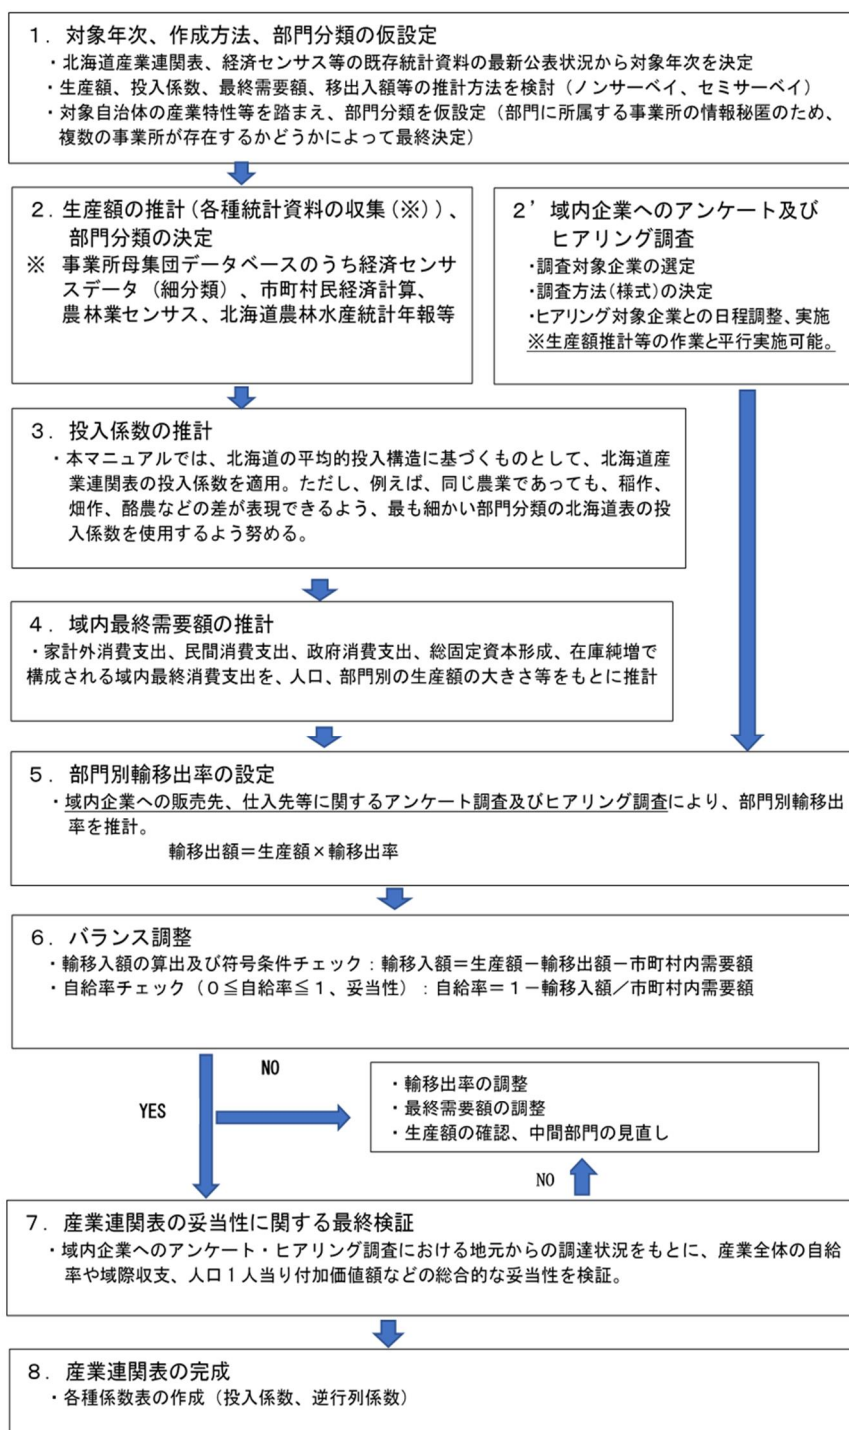 １．対象年次、作成方法、部門分類の仮設定
・北海道産業連関表、経済センサス等の既存統計資料の最新公表状況から対象年次を決定
・生産額、投入係数、最終需要額、移出入額等の推計方法を検討（ノンサーベイ、セミサーベイ）
・対象自治体の産業特性等を踏まえ、部門分類を仮設定（部門に所属する事業所の情報秘匿のため、
複数の事業所が存在するかどうかによって最終決定）
２．生産額の推計（各種統計資料の収集（※））、
部門分類の決定
※ 事業所母集団データベースのうち経済センサ
スデータ（細分類）、市町村民経済計算、
農林業センサス、北海道農林水産統計年報等
２’域内企業へのアンケート及び
ヒアリング調査
・調査対象企業の選定
・調査方法（様式）の決定
・ヒアリング対象企業との日程調整、実施
※生産額推計等の作業と平行実施可能。
３．投入係数の推計
・本マニュアルでは、北海道の平均的投入構造に基づくものとして、北海道産
業連関表の投入係数を適用。ただし、例えば、同じ農業であっても、稲作、
畑作、酪農などの差が表現できるよう、最も細かい部門分類の北海道表の投
入係数を使用するよう努める。
４．域内最終需要額の推計
・家計外消費支出、民間消費支出、政府消費支出、総固定資本形成、在庫純増で
構成される域内最終消費支出を、人口、部門別の生産額の大きさ等をもとに推計
５．部門別輸移出率の設定
・域内企業への販売先、仕入先等に関するアンケート調査及びヒアリング調査により、部門別輸移出
率を推計。
輸移出額＝生産額×輸移出率
６．バランス調整
・輸移入額の算出及び符号条件チェック：輸移入額＝生産額－輸移出額－市町村内需要額
・自給率チェック（０≦自給率≦１、妥当性）：自給率＝１－輸移入額／市町村内需要額
NO
YES
・輸移出率の調整
・最終需要額の調整
・生産額の確認、中間部門の見直し
NO
７．産業連関表の妥当性に関する最終検証
・域内企業へのアンケート・ヒアリング調査における地元からの調達状況をもとに、産業全体の自給
率や域際収支、人口１人当り付加価値額などの総合的な妥当性を検証。
８．産業連関表の完成
・各種係数表の作成（投入係数、逆行列係数）